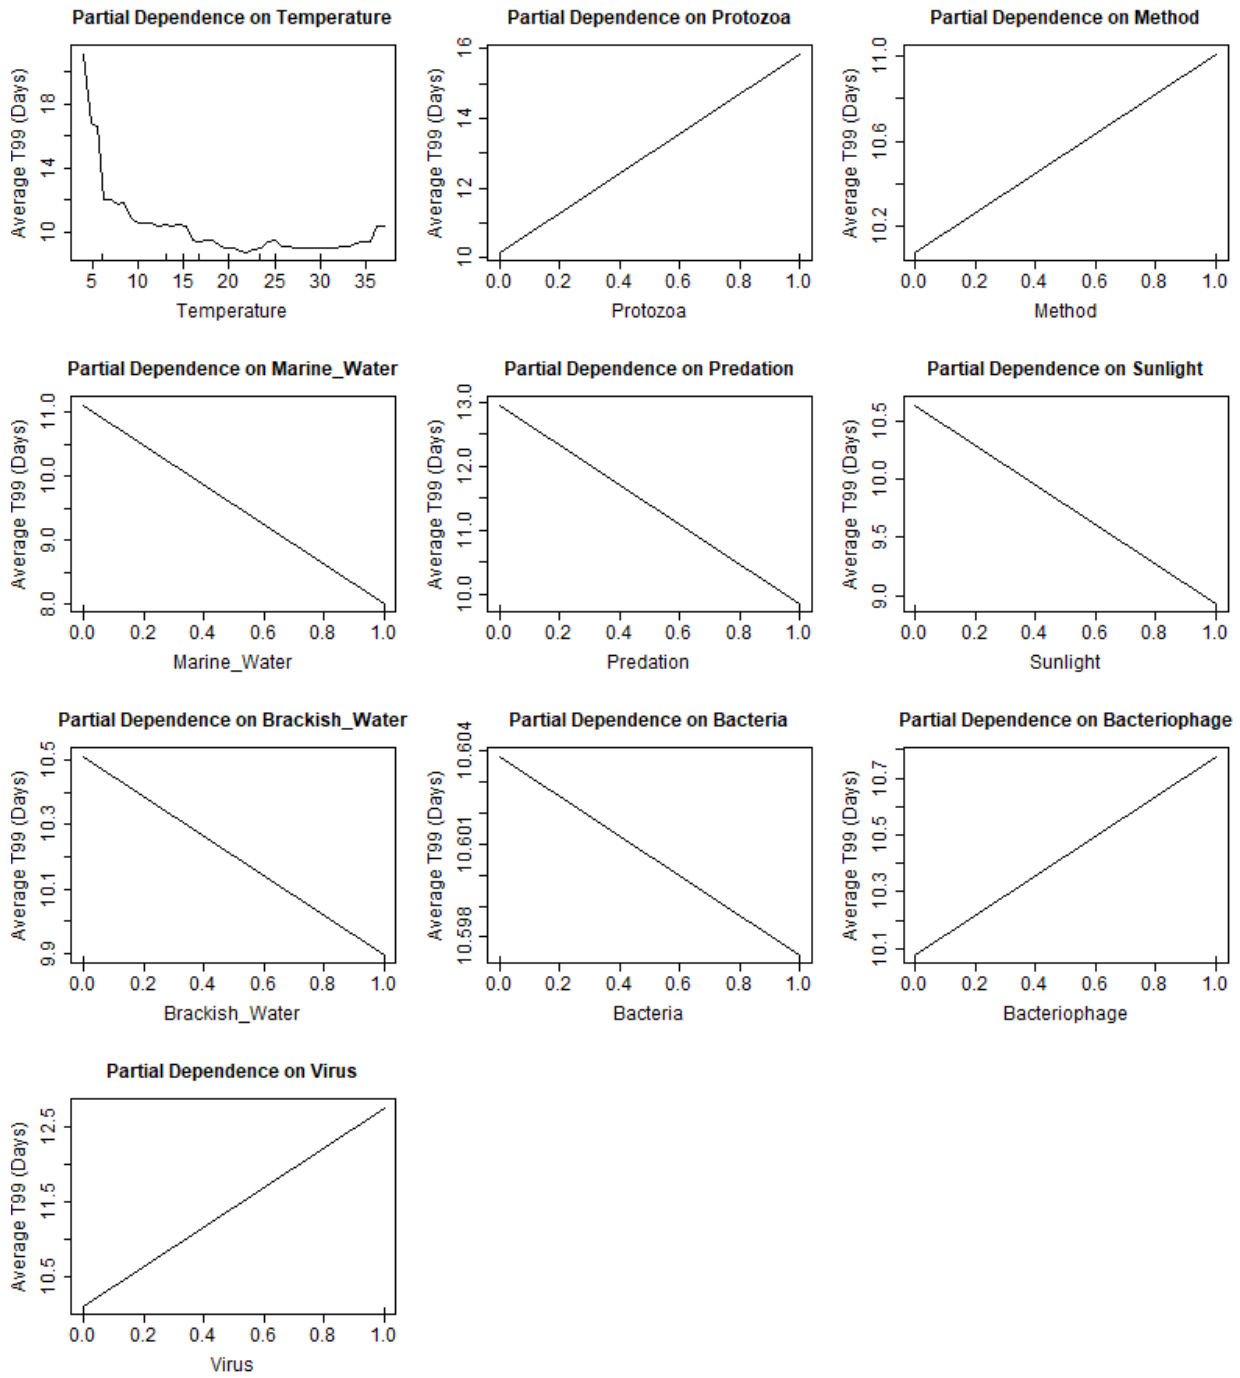 Partial Dependence on Temperature
Average T99 (Days)
10 14 18
5 10 15 20 25 30 35
Temperature
Partial Dependence on Protozoa
Average T99 (Days)
10 12 14 16
0.0 0.2 0.4 0.6 0.8 1.0
Protozoa
Partial Dependence on Method
Average T99 (Days)
10.2 10.6 11.0
0.0 0.2 0.4 0.6 0.8 1.0
Method
Partial Dependence on Marine_Water
Average T99 (Days)
8.0 9.0 10.0 11.0
0.0 0.2 0.4 0.6 0.8 1.0
Marine_Water
Partial Dependence on Predation
Average T99 (Days)
10.0 11.0 12.0 13.0
0.0 0.2 0.4 0.6 0.8 1.0
Predation
Partial Dependence on Sunlight
Average T99 (Days)
9.0 9.5 10.0 10.5
0.0 0.2 0.4 0.6 0.8 1.0
Sunlight
Partial Dependence on Brackish_Water
Average T99 (Days)
9.9 10.1 10.3 10.5
0.0 0.2 0.4 0.6 0.8 1.0
Brackish_Water
Partial Dependence on Bacteria
Average T99 (Days)
10.598 10.601 10.604
0.0 0.2 0.4 0.6 0.8 1.0
Bacteria
Partial Dependence on Bacteriophage
Average T99 (Days)
10.1 10.3 10.5 10.7
0.0 0.2 0.4 0.6 0.8 1.0
Bacteriophage
Partial Dependence on Virus
Average T99 (Days)
10.5 11.5 12.5
0.0 0.2 0.4 0.6 0.8 1.0
Virus